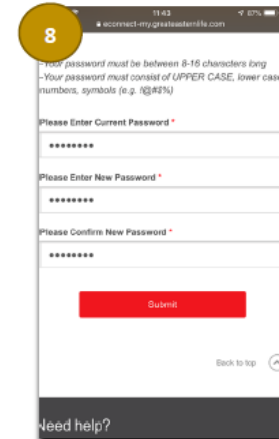 8
11:43
87%
econnect-my.greateasternlife.com
-Your password must be between 8-16 characters long
-Your password must consist of UPPER CASE, lower case
numbers, symbols (e.g. !@#$%)
Please Enter Current Password *
••••••••
Please Enter New Password *
••••••••
Please Confirm New Password *
••••••••
Submit
Back to top
Need help?